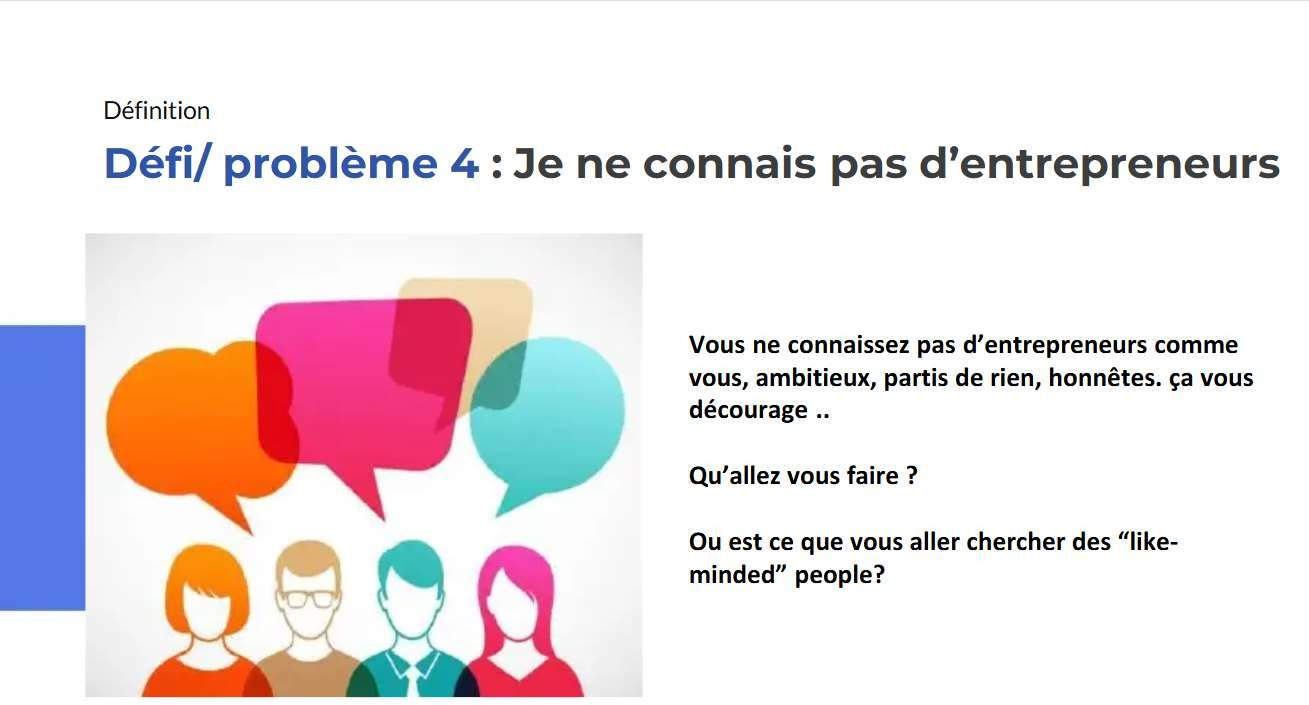 Définition
Défi/ problème 4 : Je ne connais pas d’entrepreneurs
Vous ne connaissez pas d’entrepreneurs comme
vous, ambitieux, partis de rien, honnêtes. ça vous
décourage ..
Qu’allez vous faire ?
Ou est ce que vous aller chercher des “like-
minded” people?